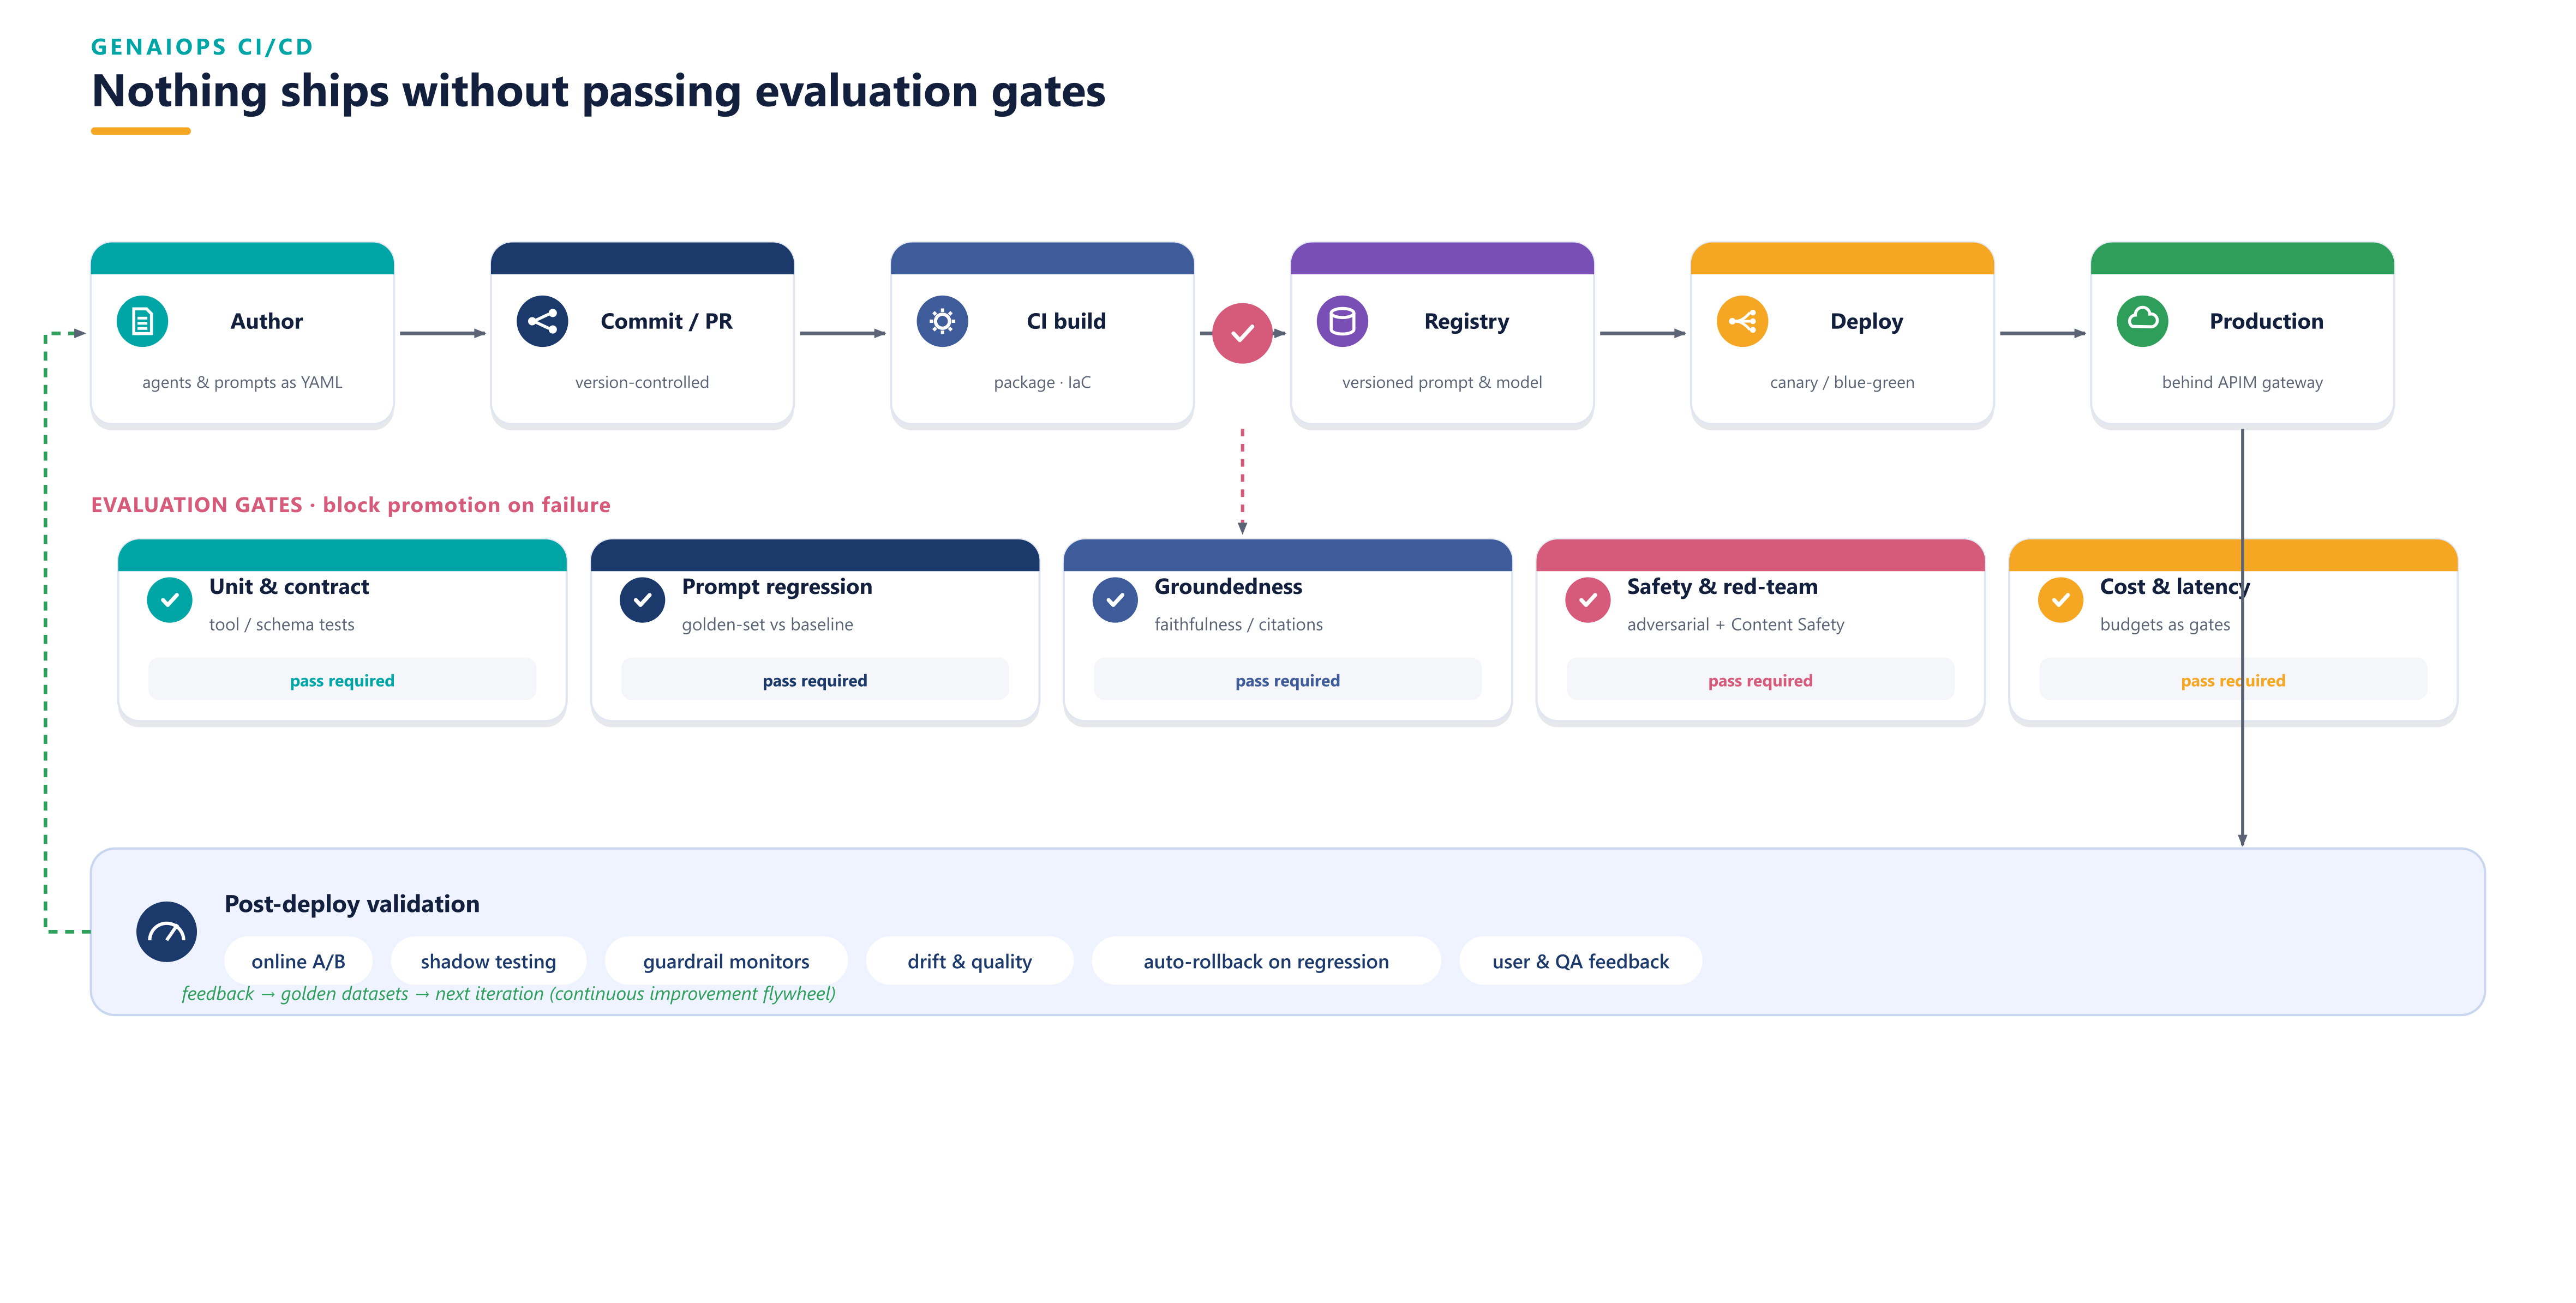 GENAIOPS CI/CD
Nothing ships without passing evaluation gates
Author
agents & prompts as YAML
Commit / PR
version-controlled
CI build
package · IaC
Registry
versioned prompt & model
Deploy
canary / blue-green
Production
behind APIM gateway
EVALUATION GATES · block promotion on failure
Unit & contract
tool / schema tests
pass required
Prompt regression
golden-set vs baseline
pass required
Groundedness
faithfulness / citations
pass required
Safety & red-team
adversarial + Content Safety
pass required
Cost & latency
budgets as gates
pass required
Post-deploy validation
online A/B
shadow testing
guardrail monitors
drift & quality
auto-rollback on regression
user & QA feedback
feedback → golden datasets → next iteration (continuous improvement flywheel)